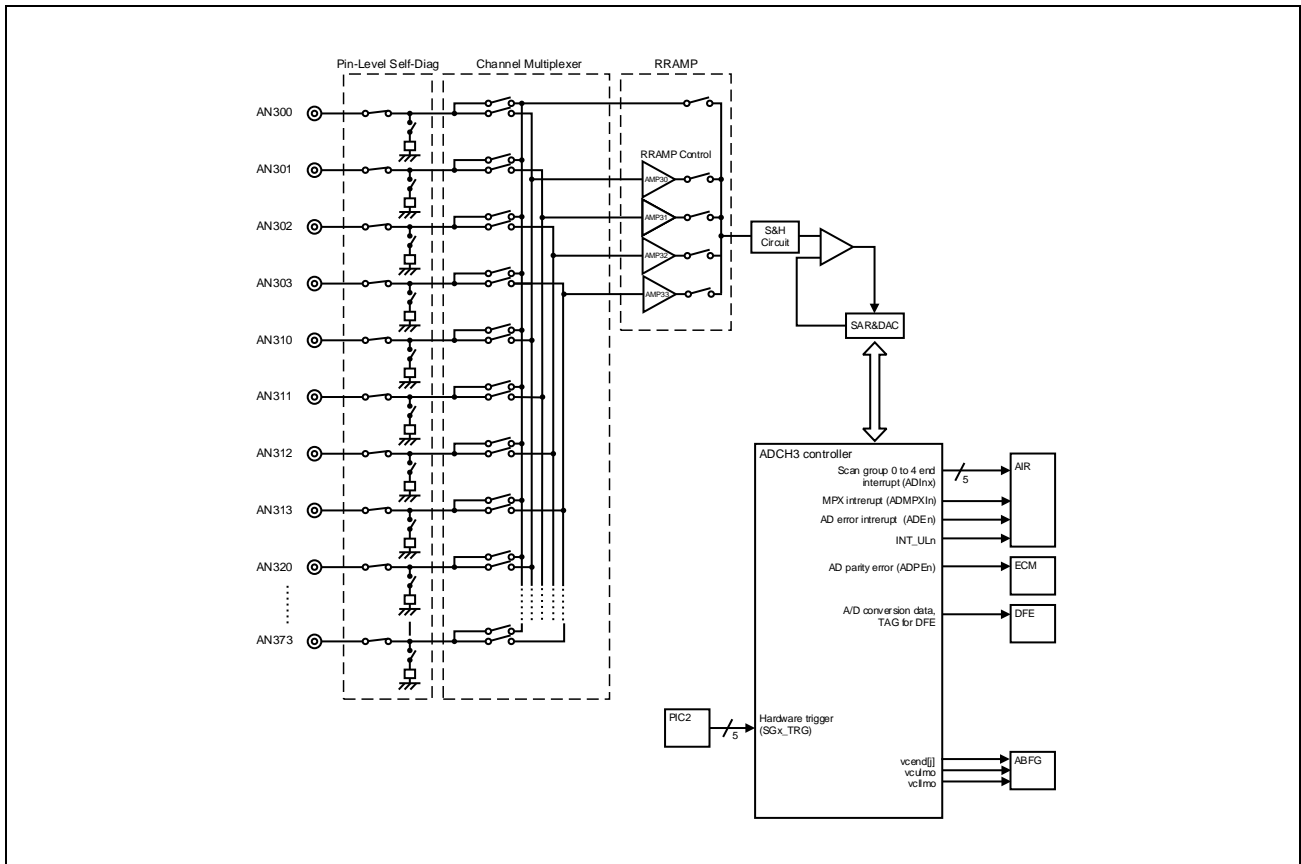 Pin-Level Self-Diag
Channel Multiplexer
RRAMP
AN300
AN301
AN302
AN303
AN310
AN311
AN312
AN313
AN320
AN373
RRAMP Control
AMP30
AMP31
AMP32
AMP33
S&H
Circuit
SAR&DAC
ADCH3 controller
Scan group 0 to 4 end
interrupt (ADInx)
5
AIR
MPX intrerupt (ADMPXIn)
AD error intrerupt (ADEn)
INT_ULn
AD parity error (ADPEn)
ECM
A/D conversion data,
TAG for DFE
DFE
PIC2
5
Hardware trigger
(SGx_TRG)
vcend[j]
vculmo
vcllmo
ABFG